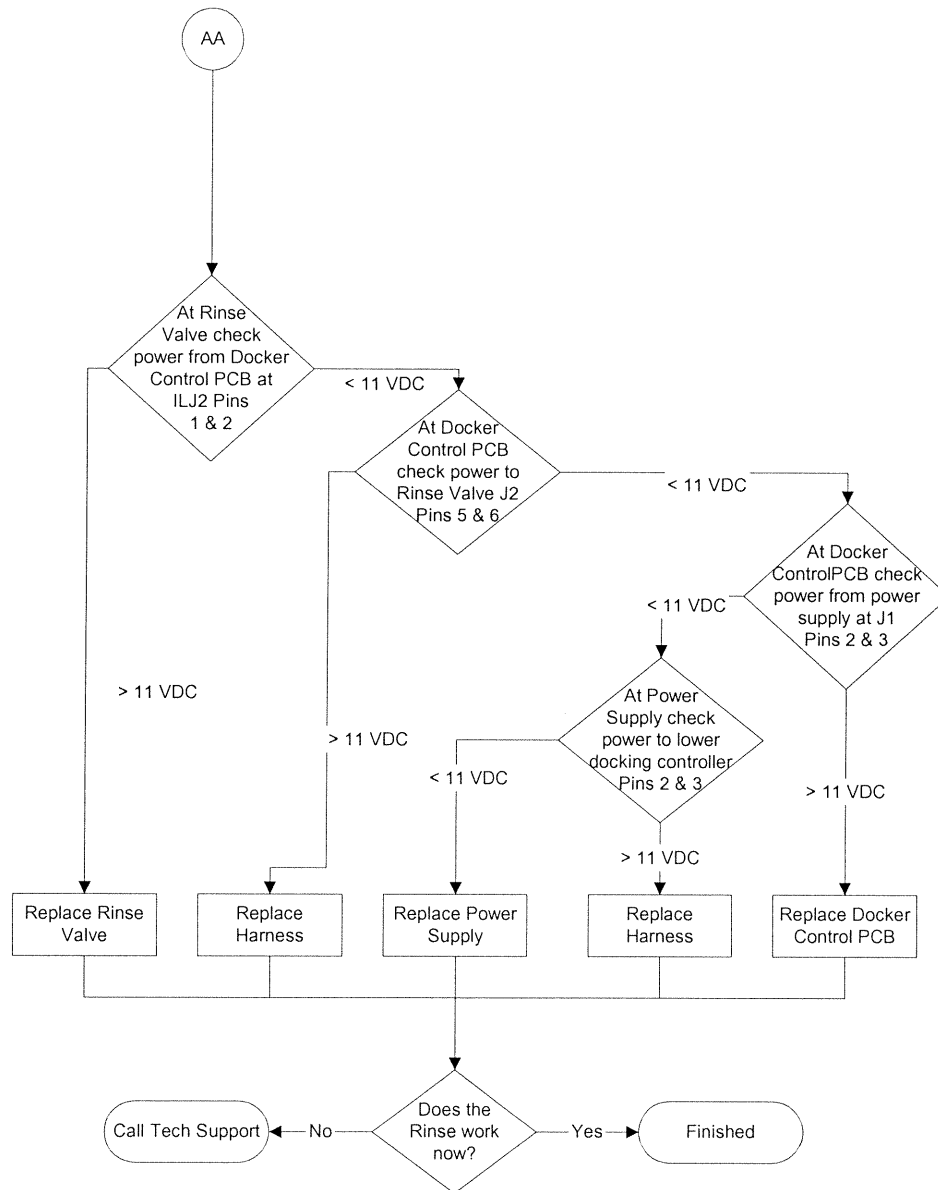 AA
At Rinse
Valve check
power from Docker
Control PCB at
ILJ2 Pins
1 & 2
< 11 VDC
At Docker
Control PCB
check power to
Rinse Valve J2
Pins 5 & 6
< 11 VDC
At Docker
ControlPCB check
power from power
supply at J1
Pins 2 & 3
< 11 VDC
At Power
Supply check
power to lower
docking controller
Pins 2 & 3
> 11 VDC
> 11 VDC
< 11 VDC
> 11 VDC
> 11 VDC
Replace Rinse
Valve
Replace
Harness
Replace Power
Supply
Replace
Harness
Replace Docker
Control PCB
Does the
Rinse work
now?
No
Yes
Call Tech Support
Finished